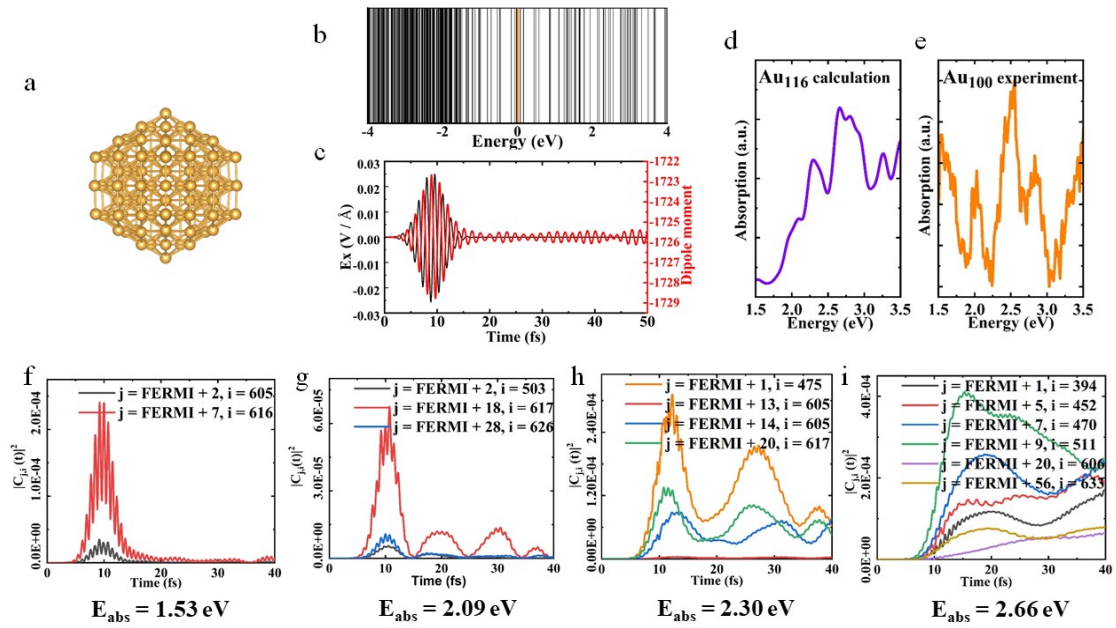 a
b
-4
-2
0
2
4
Energy (eV)
c
0.03
0.02
0.01
0.00
-0.01
-0.02
-0.03
Ex (V / Å)
-1722
-1723
-1724
-1725
-1726
-1727
-1728
-1729
Dipole moment
0 10 20 30 40 50
Time (fs)
d
Au116 calculation
Absorption (a.u.)
1.5 2.0 2.5 3.0 3.5
Energy (eV)
e
Au100 experiment
Absorption (a.u.)
1.5 2.0 2.5 3.0 3.5
Energy (eV)
f
j = FERMI + 2, i = 605
j = FERMI + 7, i = 616
|Cj,i(t)|²
2.0E-04
1.0E-04
0.0E+00
0 10 20 30 40
Time (fs)
E_abs = 1.53 eV
g
j = FERMI + 2, i = 503
j = FERMI + 18, i = 617
j = FERMI + 28, i = 626
|Cj,i(t)|²
6.0E-05
3.0E-05
0.0E+00
0 10 20 30 40
Time (fs)
E_abs = 2.09 eV
h
j = FERMI + 1, i = 475
j = FERMI + 13, i = 605
j = FERMI + 14, i = 605
j = FERMI + 20, i = 617
|Cj,i(t)|²
2.40E-04
1.20E-04
0.00E+00
0 10 20 30 40
Time (fs)
E_abs = 2.30 eV
i
j = FERMI + 1, i = 394
j = FERMI + 5, i = 452
j = FERMI + 7, i = 470
j = FERMI + 9, i = 511
j = FERMI + 20, i = 606
j = FERMI + 56, i = 633
|Cj,i(t)|²
4.E-04
2.E-04
0.E+00
0 10 20 30 40
Time (fs)
E_abs = 2.66 eV